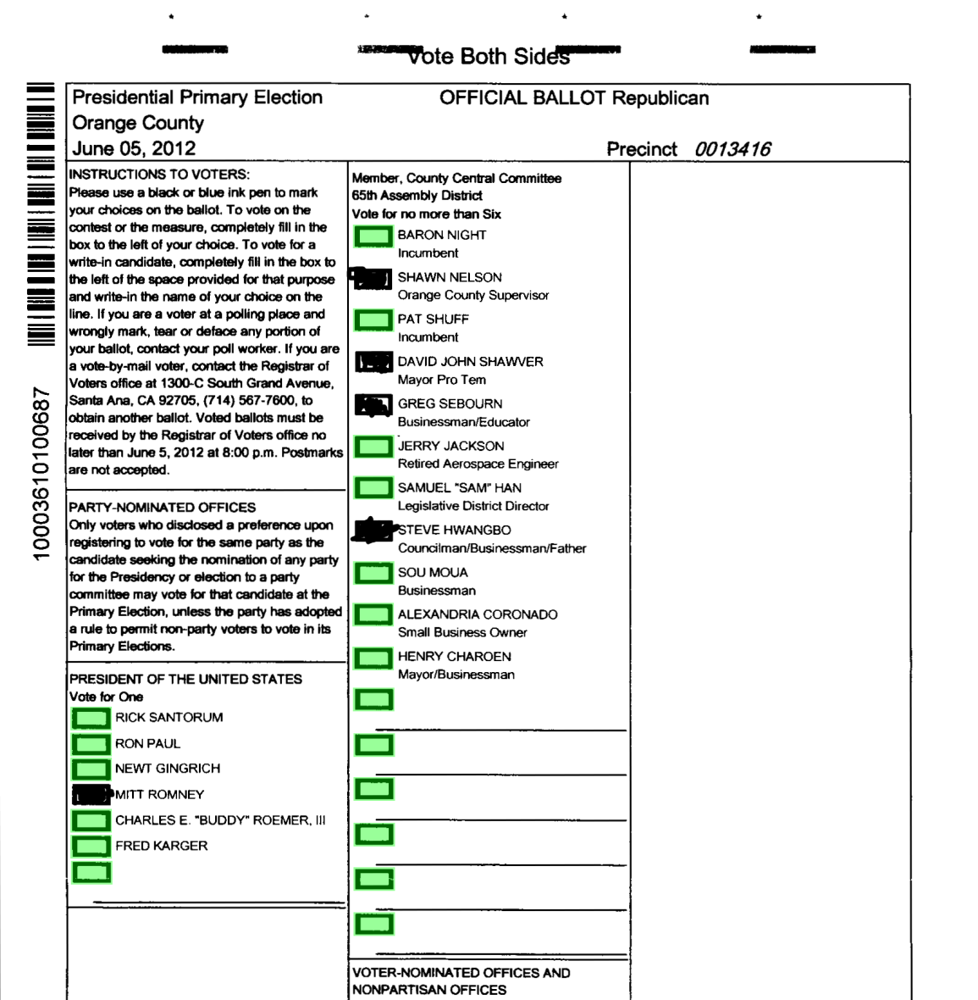 Vote Both Sides
Presidential Primary Election
OFFICIAL BALLOT Republican
Orange County
June 05, 2012
Precinct 0013416
10003610100687
INSTRUCTIONS TO VOTERS:
Please use a black or blue ink pen to mark
your choices on the ballot. To vote on the
contest or the measure, completely fill in the
box to the left of your choice. To vote for a
write-in candidate, completely fill in the box to
the left of the space provided for that purpose
and write-in the name of your choice on the
line. If you are a voter at a polling place and
wrongly mark, tear or deface any portion of
your ballot, contact your poll worker. If you are
a vote-by-mail voter, contact the Registrar of
Voters office at 1300-C South Grand Avenue,
Santa Ana, CA 92705, (714) 567-7600, to
obtain another ballot. Voted ballots must be
received by the Registrar of Voters office no
later than June 5, 2012 at 8:00 p.m. Postmarks
are not accepted.
PARTY-NOMINATED OFFICES
Only voters who disclosed a preference upon
registering to vote for the same party as the
candidate seeking the nomination of any party
for the Presidency or election to a party
committee may vote for that candidate at the
Primary Election, unless the party has adopted
a rule to permit non-party voters to vote in its
Primary Elections.
PRESIDENT OF THE UNITED STATES
Vote for One
RICK SANTORUM
RON PAUL
NEWT GINGRICH
MITT ROMNEY
CHARLES E. "BUDDY" ROEMER, III
FRED KARGER
Member, County Central Committee
65th Assembly District
Vote for no more than Six
BARON NIGHT
Incumbent
SHAWN NELSON
Orange County Supervisor
PAT SHUFF
Incumbent
DAVID JOHN SHAWVER
Mayor Pro Tem
GREG SEBOURN
Businessman/Educator
JERRY JACKSON
Retired Aerospace Engineer
SAMUEL "SAM" HAN
Legislative District Director
STEVE HWANGBO
Councilman/Businessman/Father
SOU MOUA
Businessman
ALEXANDRIA CORONADO
Small Business Owner
HENRY CHAROEN
Mayor/Businessman
VOTER-NOMINATED OFFICES AND
NONPARTISAN OFFICES